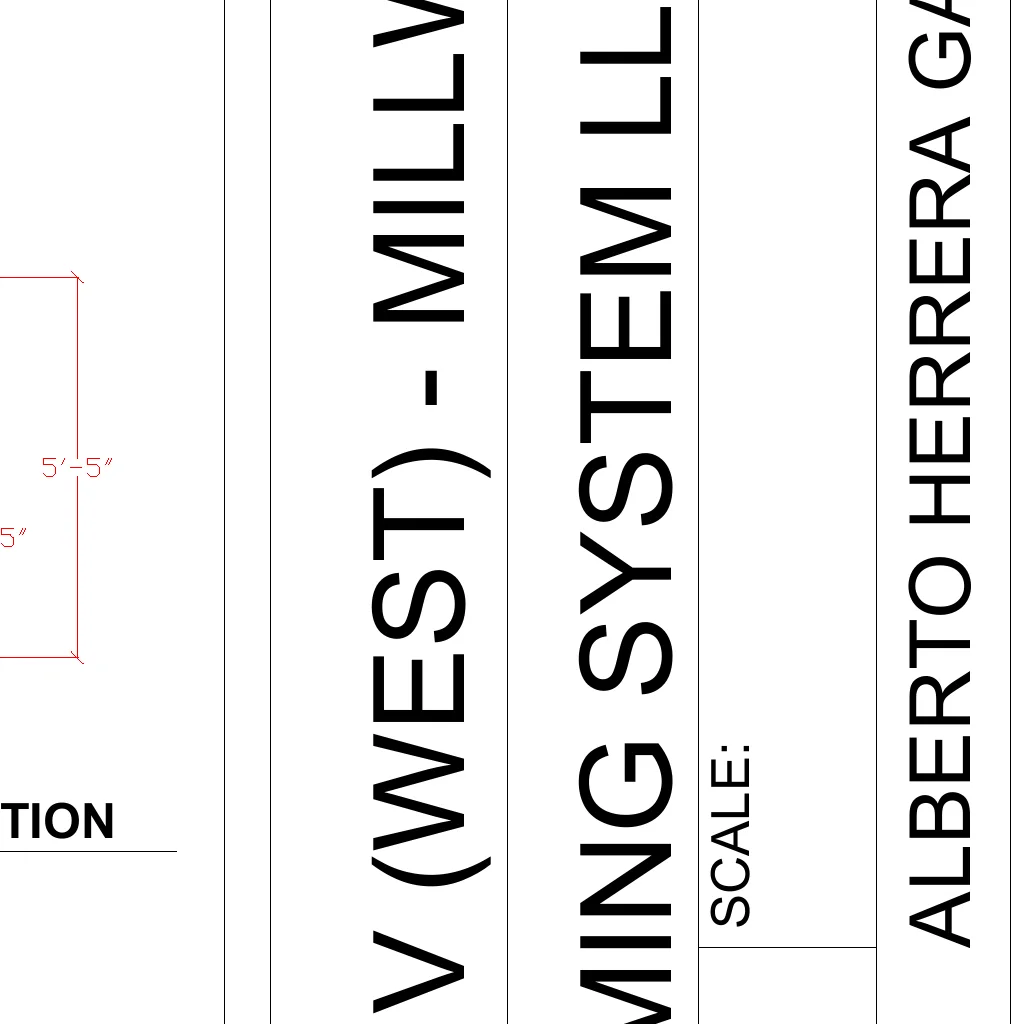 5'-5"
5"
TION
V (WEST) - MILLV
MING SYSTEM LL
SCALE:
ALBERTO HERRERA GA